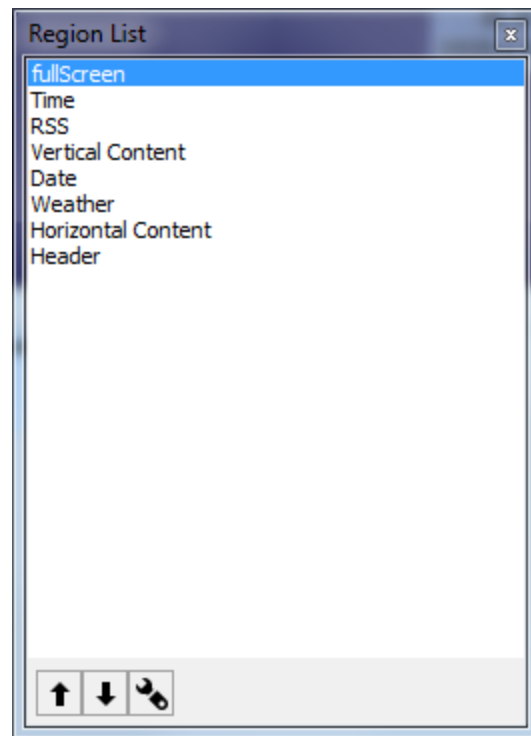 Region List
fullScreen
Time
RSS
Vertical Content
Date
Weather
Horizontal Content
Header